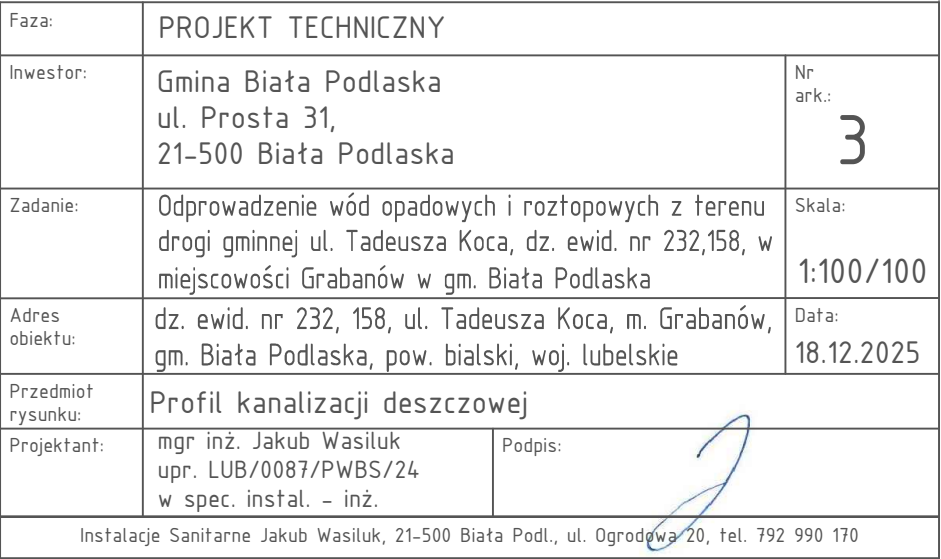 Faza:
PROJEKT TECHNICZNY
Inwestor:
Gmina Biała Podlaska
ul. Prosta 31,
21-500 Biała Podlaska
Nr
ark.:
3
Zadanie:
Odprowadzenie wód opadowych i roztopowych z terenu
drogi gminnej ul. Tadeusza Koca, dz. ewid. nr 232,158, w
miejscowości Grabanów w gm. Biała Podlaska
Skala:
1:100/100
Adres
obiektu:
dz. ewid. nr 232, 158, ul. Tadeusza Koca, m. Grabanów,
gm. Biała Podlaska, pow. bialski, woj. lubelskie
Data:
18.12.2025
Przedmiot
rysunku:
Profil kanalizacji deszczowej
Projektant:
mgr inż. Jakub Wasiluk
upr. LUB/0087/PWBS/24
w spec. instal. - inż.
Podpis:
Instalacje Sanitarne Jakub Wasiluk, 21-500 Biała Podl., ul. Ogrodowa 20, tel. 792 990 170